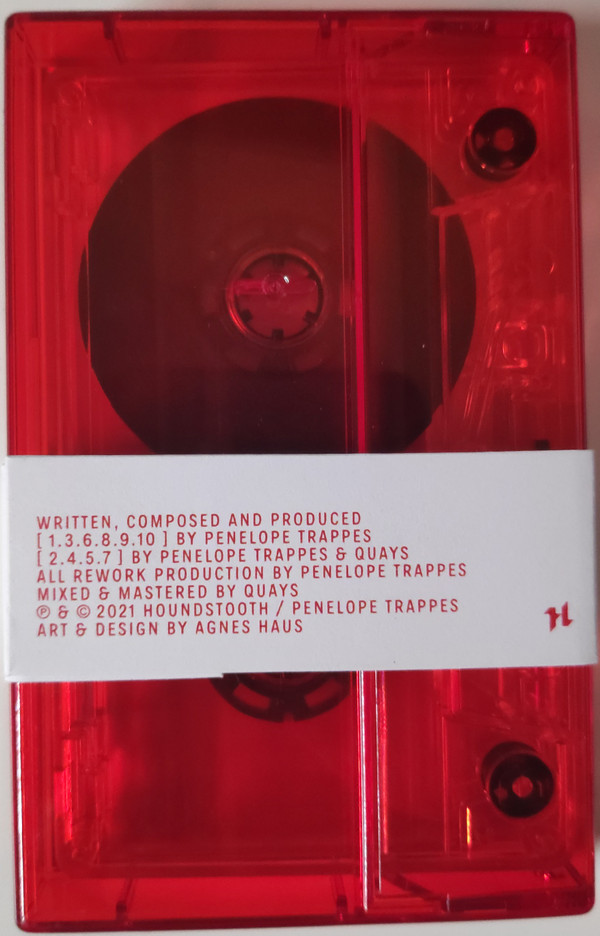 WRITTEN, COMPOSED AND PRODUCED
[ 1.3.6.8.9.10 ] BY PENELOPE TRAPPES
[ 2.4.5.7 ] BY PENELOPE TRAPPES & QUAYS
ALL REWORK PRODUCTION BY PENELOPE TRAPPES
MIXED & MASTERED BY QUAYS
℗ & © 2021 HOUNDSTOOTH / PENELOPE TRAPPES
ART & DESIGN BY AGNES HAUS
H